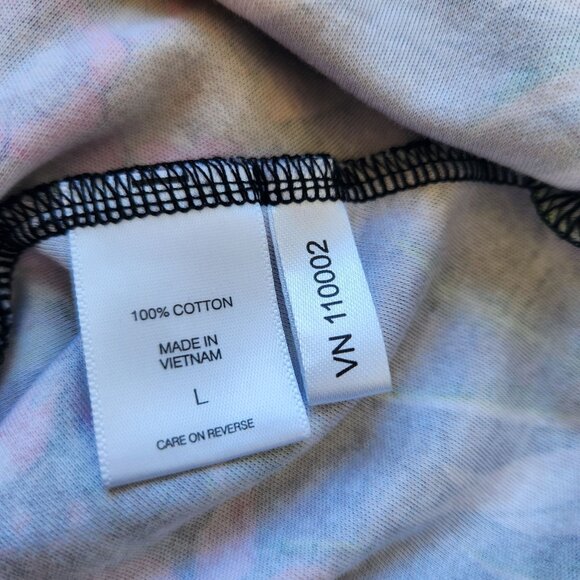 100% COTTON
MADE IN
VIETNAM
L
CARE ON REVERSE
VN 110002